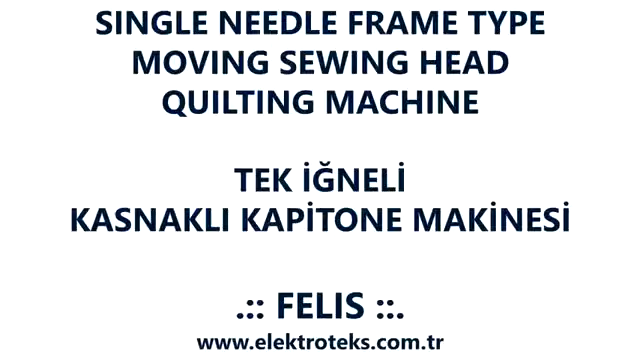 SINGLE NEEDLE FRAME TYPE
MOVING SEWING HEAD
QUILTING MACHINE
TEK İĞNELİ
KASNAKLI KAPİTONE MAKİNESİ
.:: FELIS ::.
www.elektroteks.com.tr